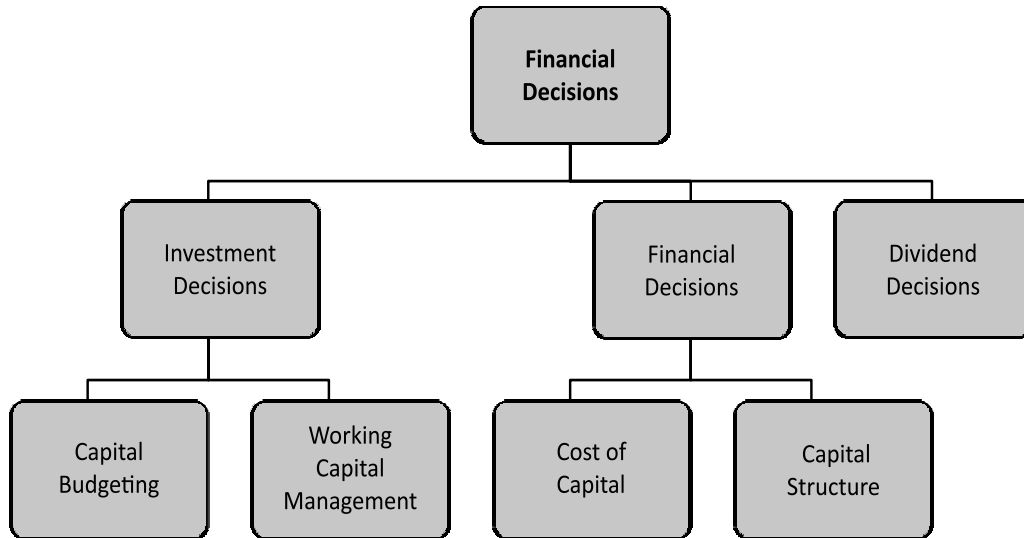 Financial
Decisions
Investment
Decisions
Financial
Decisions
Dividend
Decisions
Capital
Budgeting
Working
Capital
Management
Cost of
Capital
Capital
Structure